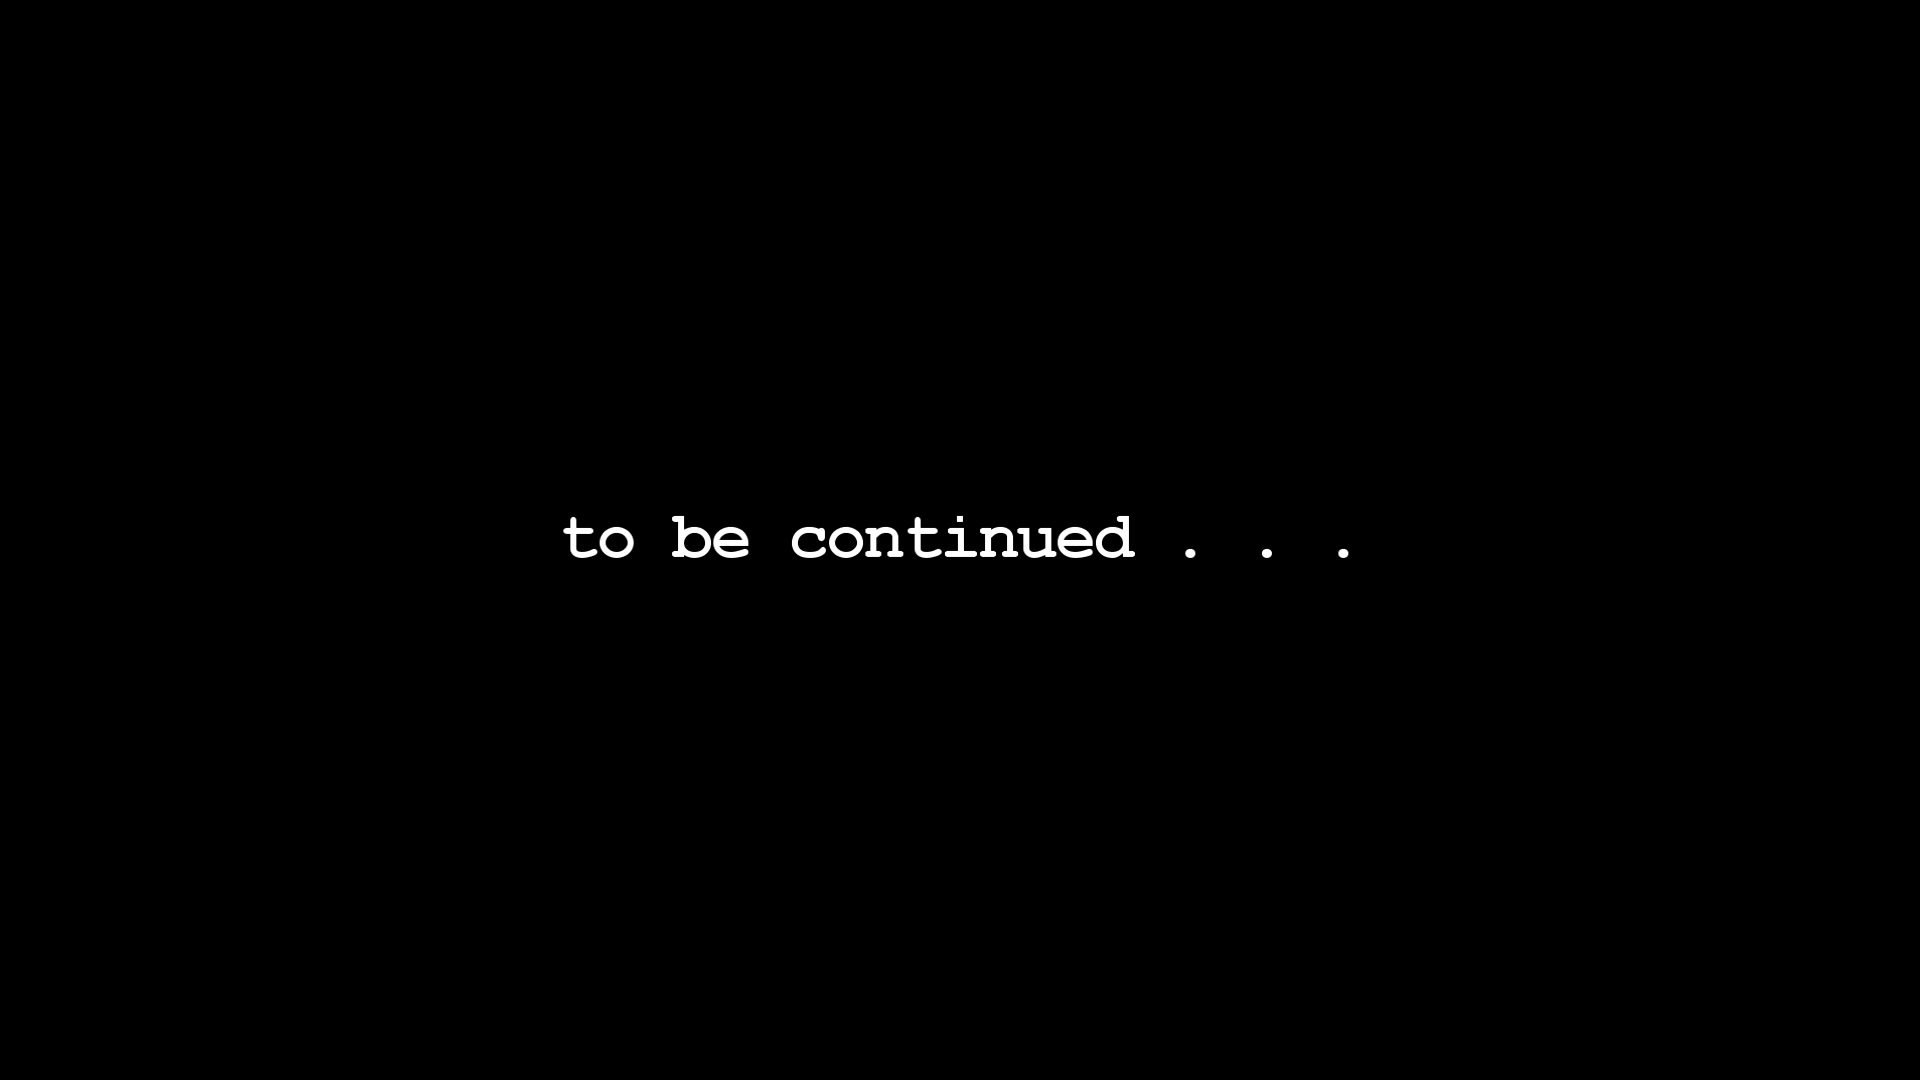 to be continued . . .